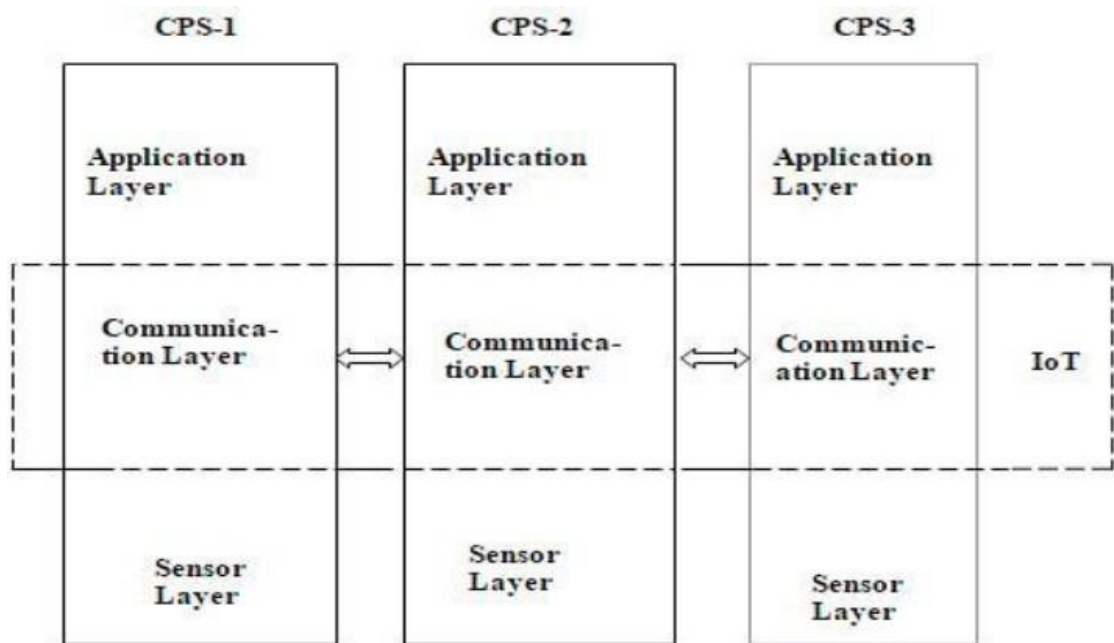 CPS-1
CPS-2
CPS-3
Application
Layer
Application
Layer
Application
Layer
Communica-
tion Layer
Communica-
tion Layer
Communic-
ation Layer
IoT
Sensor
Layer
Sensor
Layer
Sensor
Layer